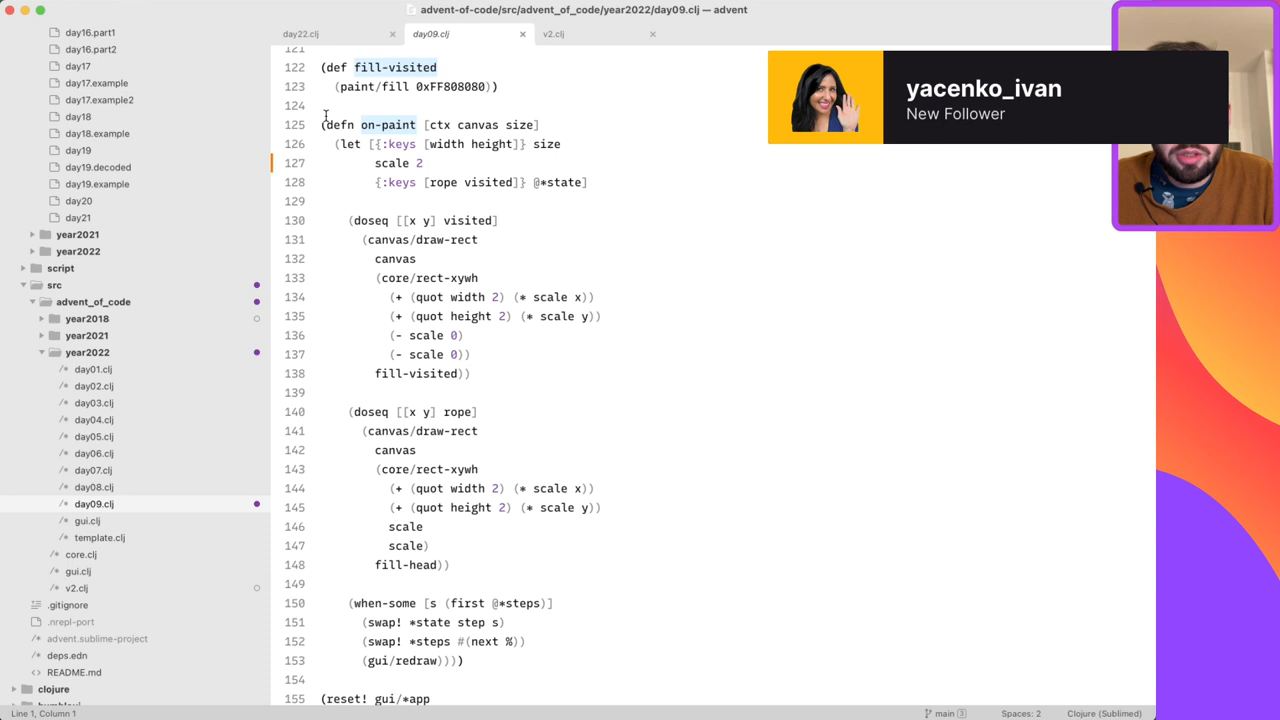 advent-of-code/src/advent_of_code/year2022/day09.clj — advent
day22.clj
day09.clj
v2.clj
day16.part1
day16.part2
day17
day17.example
day17.example2
day18
day18.example
day19
day19.decoded
day19.example
day20
day21
year2021
year2022
script
src
advent_of_code
year2018
year2021
year2022
day01.clj
day02.clj
day03.clj
day04.clj
day05.clj
day06.clj
day07.clj
day08.clj
day09.clj
gui.clj
template.clj
core.clj
gui.clj
v2.clj
.gitignore
.nrepl-port
advent.sublime-project
deps.edn
README.md
clojure
121
122 (def fill-visited
123 (paint/fill 0xFF808080))
124
125 (defn on-paint [ctx canvas size]
126 (let [{:keys [width height]} size
127 scale 2
128 {:keys [rope visited]} @*state]
129
130 (doseq [[x y] visited]
131 (canvas/draw-rect
132 canvas
133 (core/rect-xywh
134 (+ (quot width 2) (* scale x))
135 (+ (quot height 2) (* scale y))
136 (- scale 0)
137 (- scale 0))
138 fill-visited))
139
140 (doseq [[x y] rope]
141 (canvas/draw-rect
142 canvas
143 (core/rect-xywh
144 (+ (quot width 2) (* scale x))
145 (+ (quot height 2) (* scale y))
146 scale
147 scale)
148 fill-head))
149
150 (when-some [s (first @*steps)]
151 (swap! *state step s)
152 (swap! *steps #(next %))
153 (gui/redraw))))
154
155 (reset! gui/*app
yacenko_ivan
New Follower
Line 1, Column 1
main 3
Spaces: 2
Clojure (Sublimed)